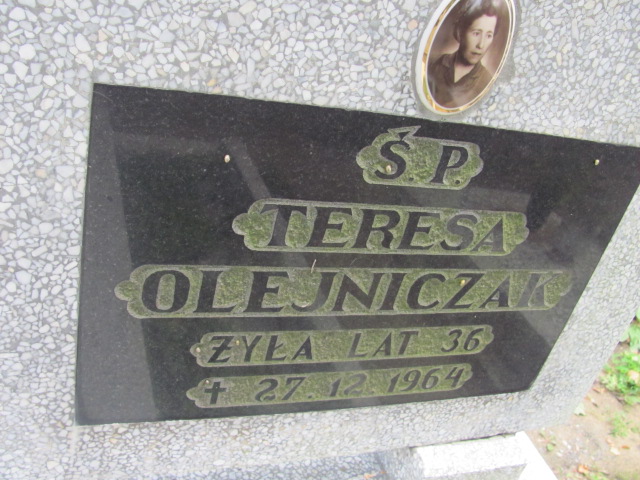 Ś. P.
TERESA
OLEJNICZAK
ŻYŁA LAT 36
✝ 27. 12. 1964